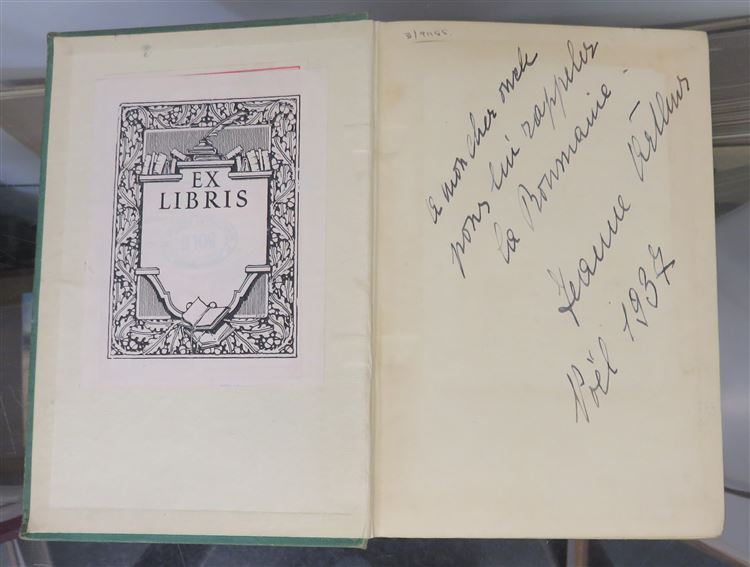 EX
LIBRIS
a mon cher oncle
pour lui rappeler
la Roumanie.
Jeanne
Noël 1937